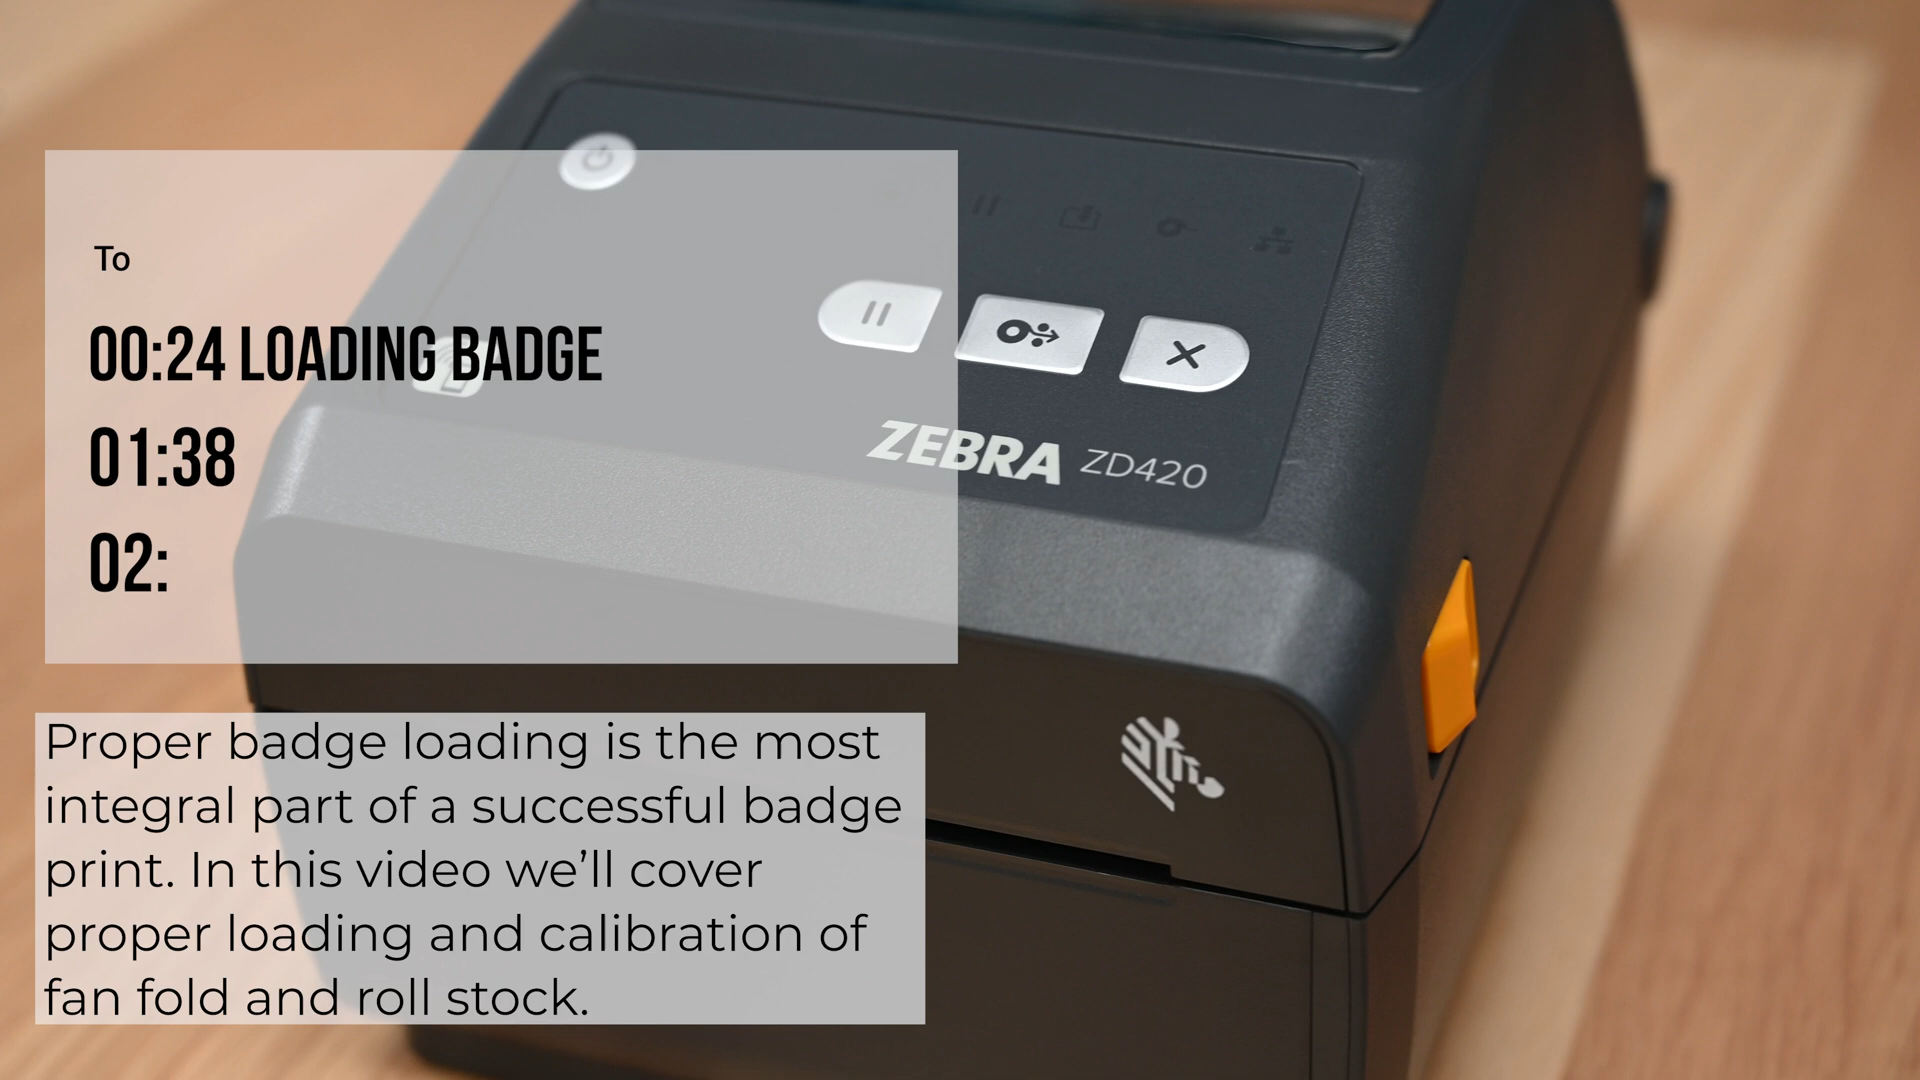 To
00:24 LOADING BADGE
01:38
02:
ZEBRA ZD420
Proper badge loading is the most
integral part of a successful badge
print. In this video we’ll cover
proper loading and calibration of
fan fold and roll stock.